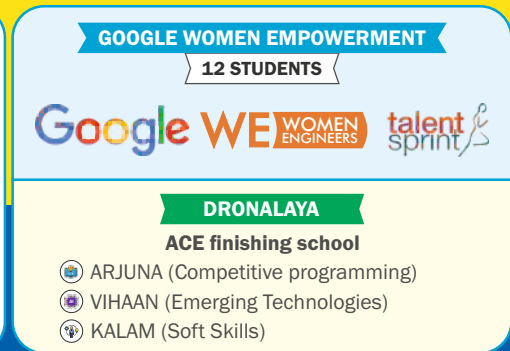 GOOGLE WOMEN EMPOWERMENT
12 STUDENTS
Google WE WOMEN ENGINEERS talent sprint
DRONALAYA
ACE finishing school
ARJUNA (Competitive programming)
VIHAAN (Emerging Technologies)
KALAM (Soft Skills)